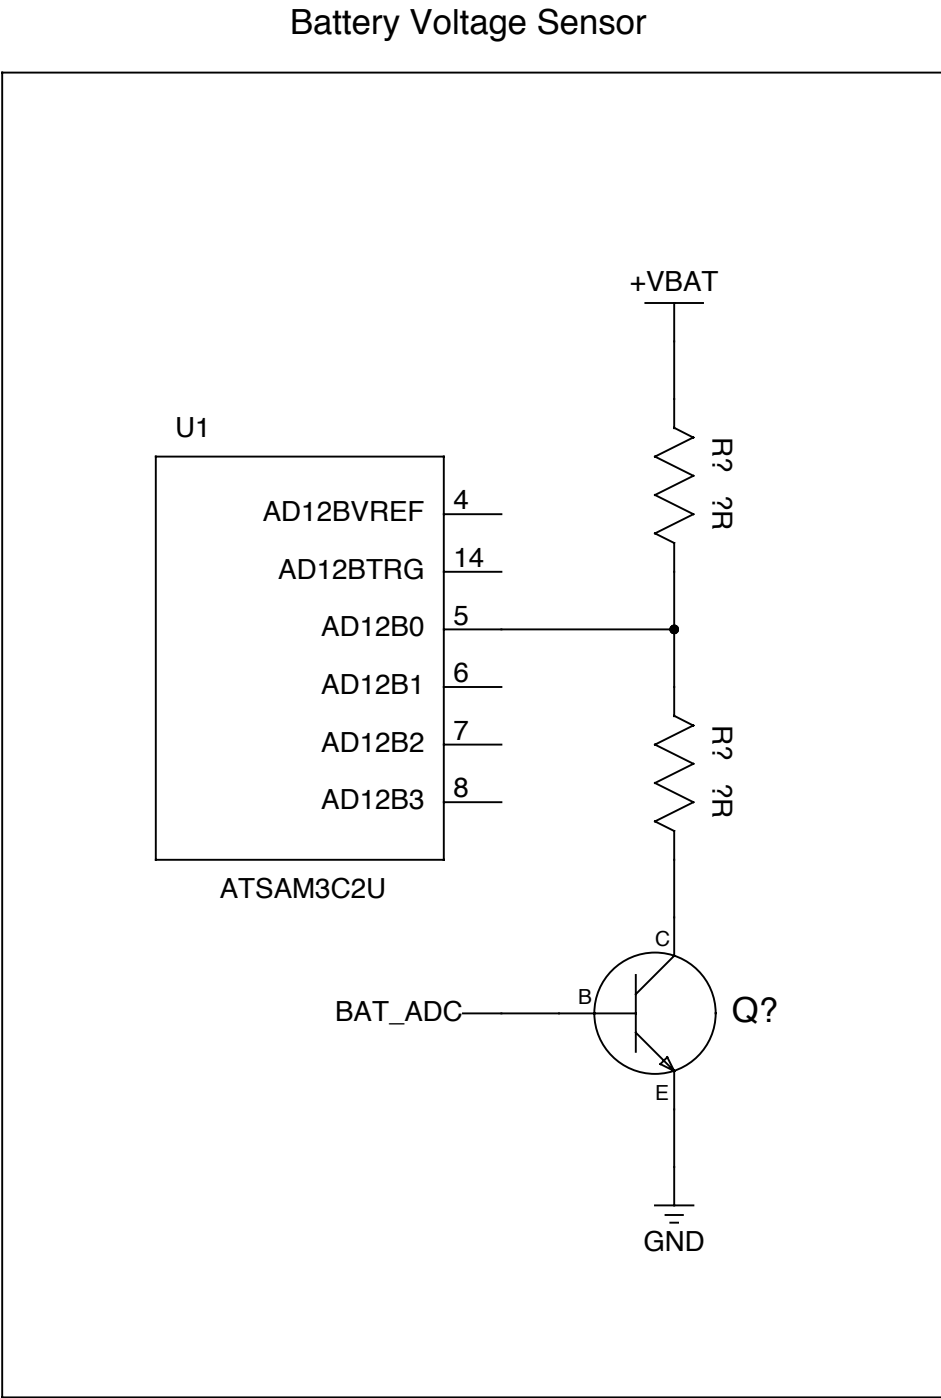 Battery Voltage Sensor
+VBAT
U1
R? ?R
AD12BVREF 4
AD12BTRG 14
AD12B0 5
AD12B1 6
AD12B2 7
AD12B3 8
R? ?R
ATSAM3C2U
C
B
BAT_ADC
Q?
E
GND